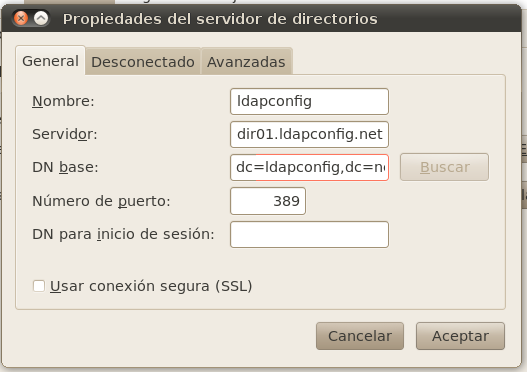 Propiedades del servidor de directorios
General Desconectado Avanzadas
Nombre: ldapconfig
Servidor: dir01.ldapconfig.net
DN base: dc=ldapconfig,dc=n Buscar
Número de puerto: 389
DN para inicio de sesión:
Usar conexión segura (SSL)
Cancelar Aceptar